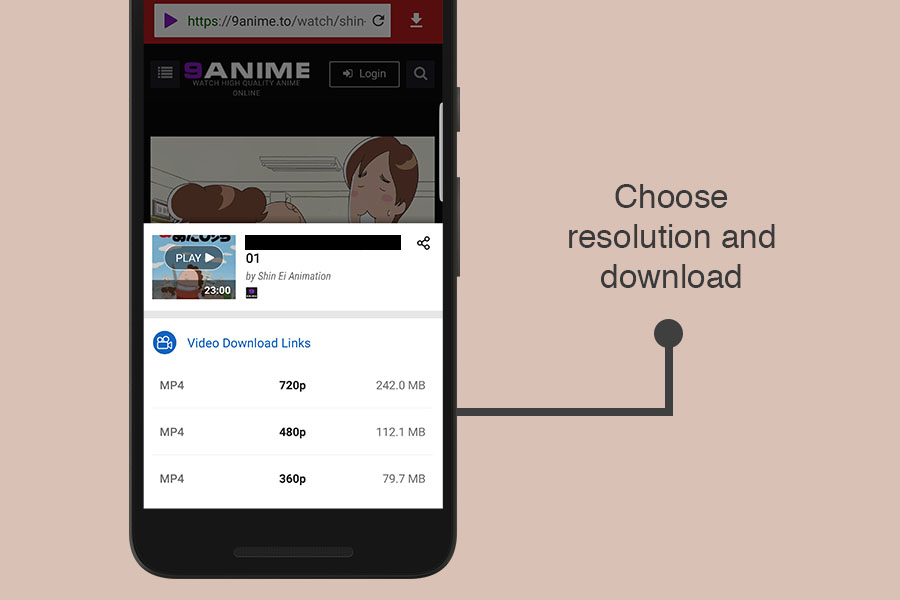 https://9anime.to/watch/shin-
9ANIME
WATCH HIGH QUALITY ANIME
ONLINE
Login
PLAY
23:00
01
by Shin Ei Animation
Video Download Links
MP4 720p 242.0 MB
MP4 480p 112.1 MB
MP4 360p 79.7 MB
Choose
resolution and
download